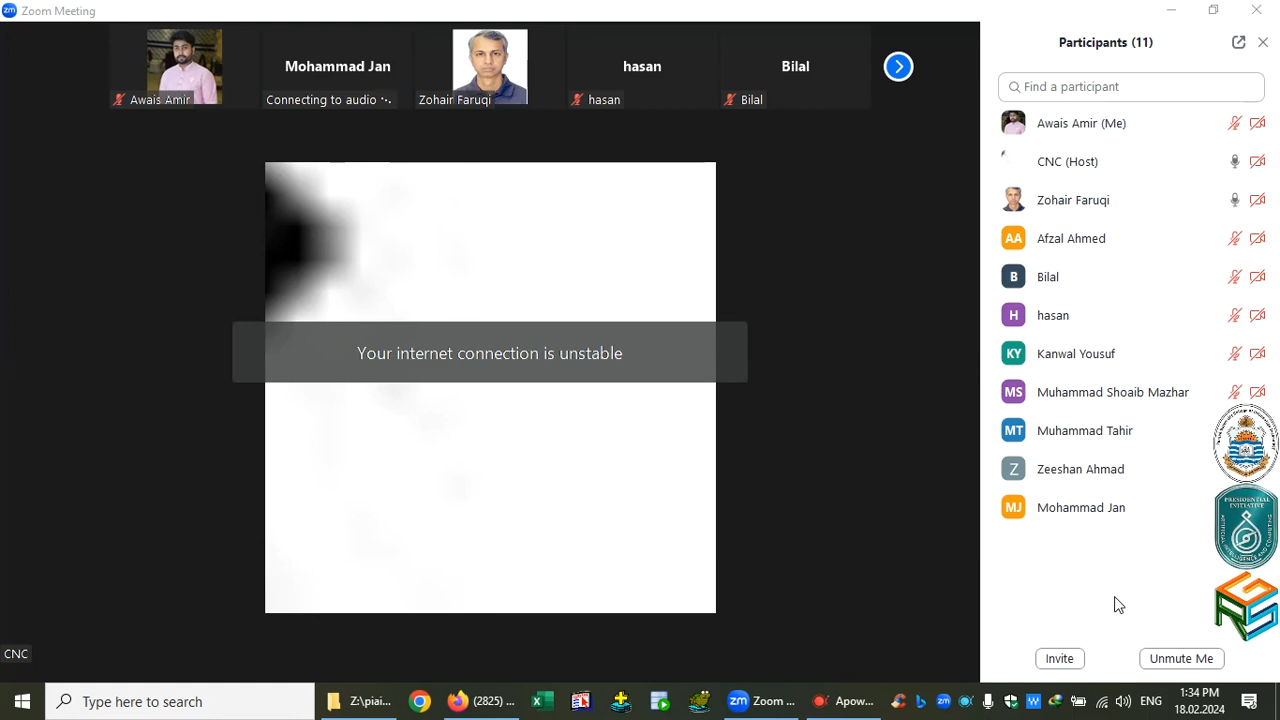 Zoom Meeting
Mohammad Jan
hasan
Bilal
Awais Amir
Connecting to audio
Zohair Faruqi
hasan
Bilal
Your internet connection is unstable
CNC
Participants (11)
Find a participant
Awais Amir (Me)
CNC (Host)
Zohair Faruqi
AA Afzal Ahmed
B Bilal
H hasan
KY Kanwal Yousuf
MS Muhammad Shoaib Mazhar
MT Muhammad Tahir
Z Zeeshan Ahmad
MJ Mohammad Jan
PRESIDENTIAL
INITIATIVE
Invite
Unmute Me
Type here to search
Z:\piai...
(2825) ...
Zoom ...
Apow...
ENG
1:34 PM
18.02.2024